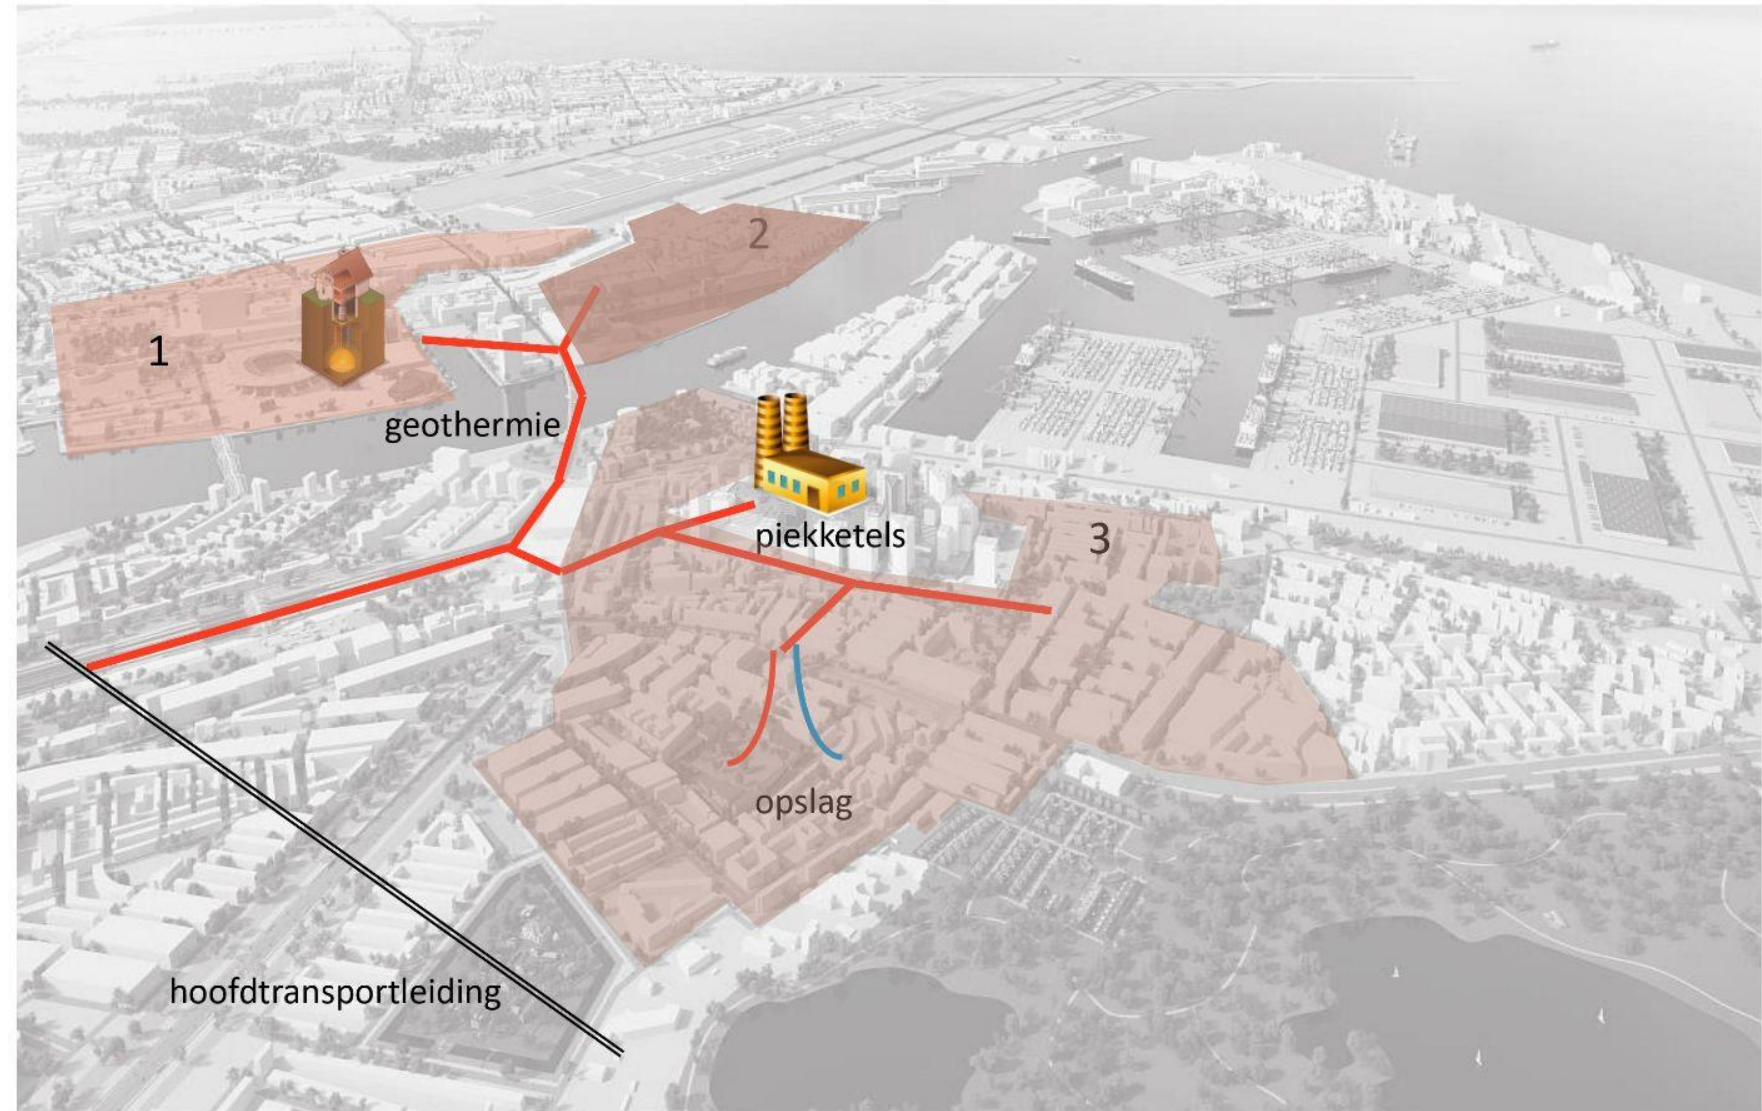 2
1
geothermie
piekketels
3
opslag
hoofdtransportleiding